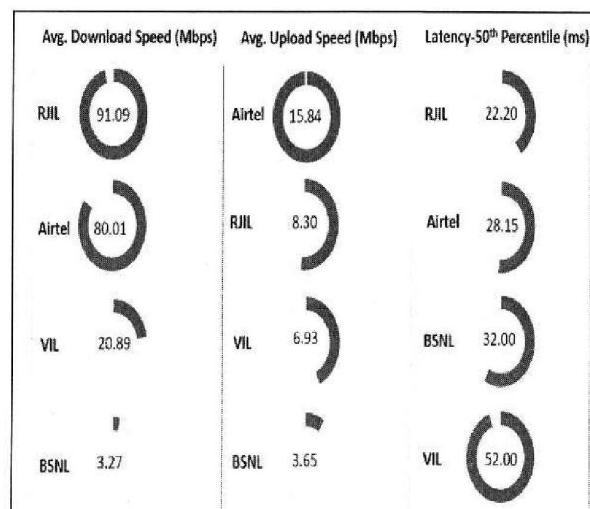 Avg. Download Speed (Mbps) Avg. Upload Speed (Mbps) Latency-50th Percentile (ms)
RJIL 91.09 Airtel 15.84 RJIL 22.20
Airtel 80.01 RJIL 8.30 Airtel 28.15
VIL 20.89 VIL 6.93 BSNL 32.00
BSNL 3.27 BSNL 3.65 VIL 52.00